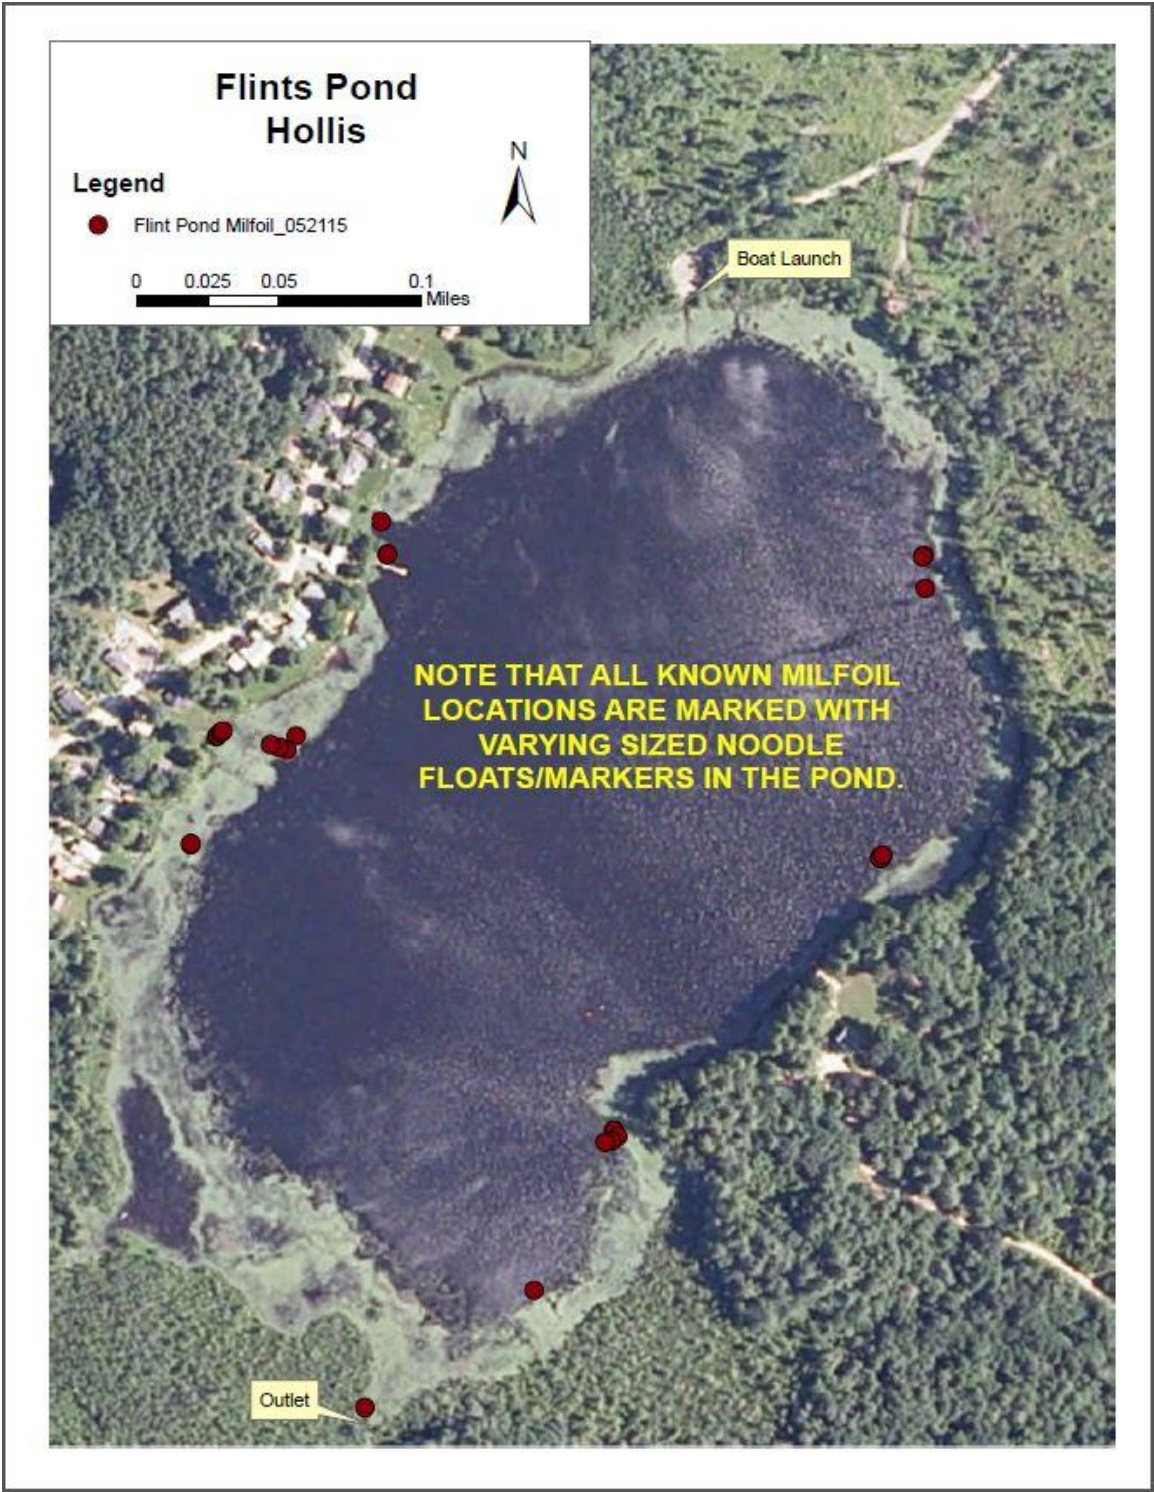 Flints Pond
Hollis
N
Legend
Flint Pond Milfoil_052115
0 0.025 0.05 0.1
Miles
Boat Launch
NOTE THAT ALL KNOWN MILFOIL
LOCATIONS ARE MARKED WITH
VARYING SIZED NOODLE
FLOATS/MARKERS IN THE POND.
Outlet